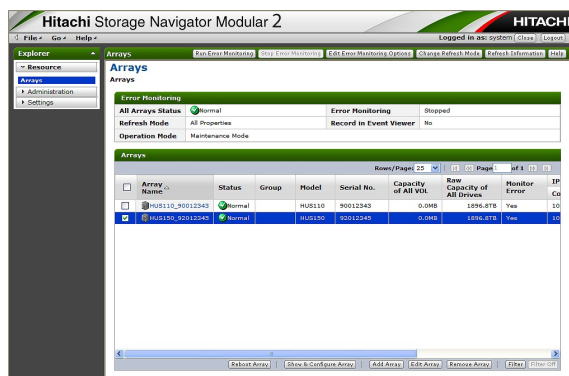 Hitachi Storage Navigator Modular 2
HITACHI
File Go Help
Logged in as: system Close Logout
Explorer
Arrays
Run Error Monitoring Stop Error Monitoring Edit Error Monitoring Options Change Refresh Mode Refresh Information Help
Resource
Arrays
Administration
Settings
Arrays
Arrays
Error Monitoring
All Arrays Status Normal Error Monitoring Stopped
Refresh Mode All Properties Record in Event Viewer No
Operation Mode Maintenance Mode
Arrays
Rows/Page: 25 Page 1 of 1
Array Name Status Group Model Serial No. Capacity of All VOL Raw Capacity of All Drives Monitor Error IP
Co
HUS110_90012343 Normal HUS110 90012343 0.0MB 1896.8TB Yes 10
HUS150_92012345 Normal HUS150 92012345 0.0MB 1896.8TB Yes 10
Reboot Array Show & Configure Array Add Array Edit Array Remove Array Filter Filter Off